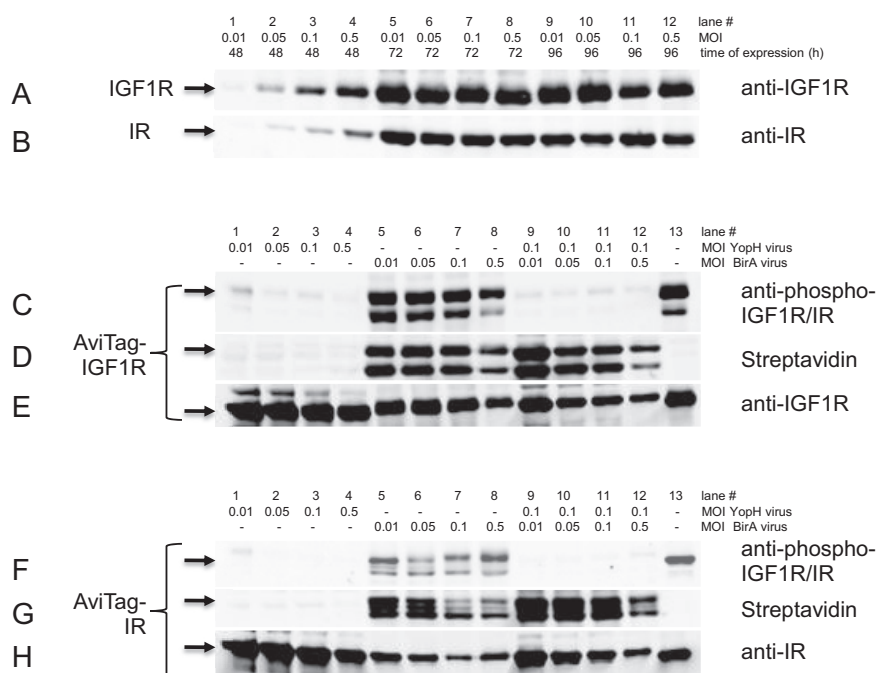 1 2 3 4 5 6 7 8 9 10 11 12 lane #
0.01 0.05 0.1 0.5 0.01 0.05 0.1 0.5 0.01 0.05 0.1 0.5 MOI
48 48 48 48 72 72 72 72 96 96 96 96 time of expression (h)
A IGF1R anti-IGF1R
B IR anti-IR
1 2 3 4 5 6 7 8 9 10 11 12 13 lane #
0.01 0.05 0.1 0.5 - - - - 0.1 0.1 0.1 0.1 - MOI YopH virus
- - - - 0.01 0.05 0.1 0.5 0.01 0.05 0.1 0.5 - MOI BirA virus
C anti-phospho-
IGF1R/IR
AviTag-
IGF1R
D Streptavidin
E anti-IGF1R
1 2 3 4 5 6 7 8 9 10 11 12 13 lane #
0.01 0.05 0.1 0.5 - - - - 0.1 0.1 0.1 0.1 - MOI YopH virus
- - - - 0.01 0.05 0.1 0.5 0.01 0.05 0.1 0.5 - MOI BirA virus
F anti-phospho-
IGF1R/IR
AviTag-
IR
G Streptavidin
H anti-IR